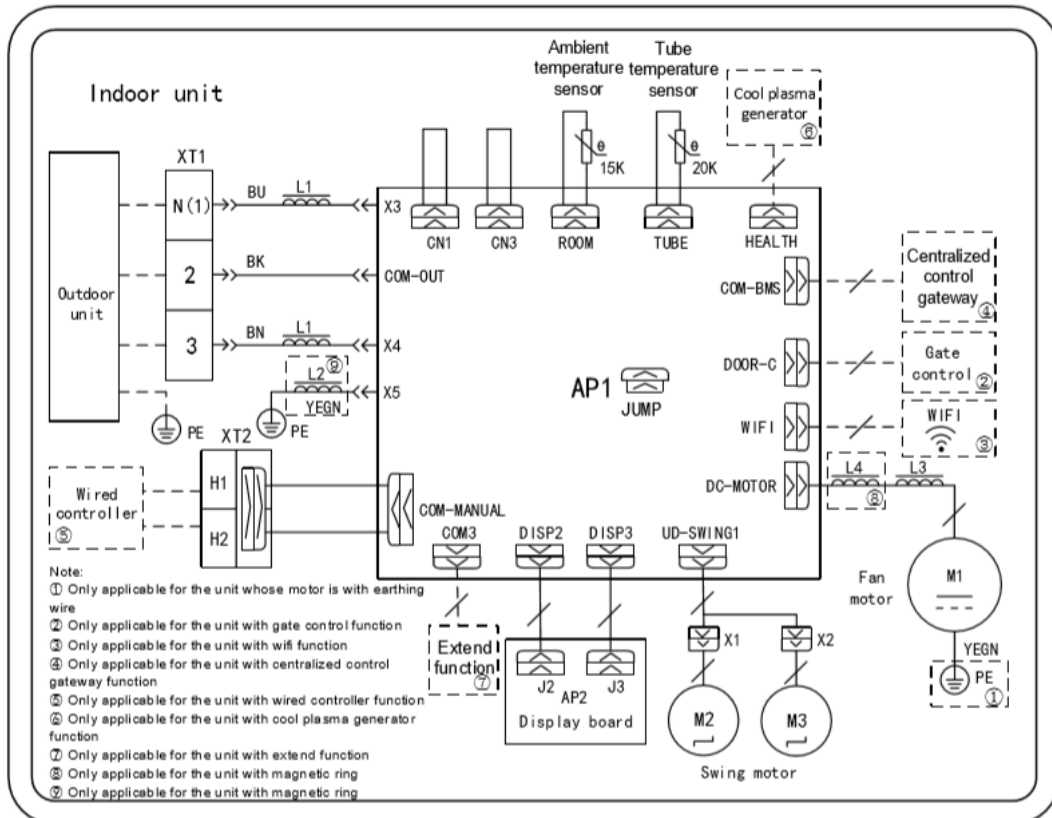 Indoor unit
Ambient
temperature
sensor
Tube
temperature
sensor
Cool plasma
generator
⑥
θ
15K
θ
20K
XT1
Outdoor
unit
N(1)
BU
L1
X3
2
BK
COM-OUT
3
BN
L1
X4
L2
⑨
YEGN
X5
PE
PE
CN1
CN3
ROOM
TUBE
HEALTH
COM-BMS
Centralized
control
gateway
④
DOOR-C
Gate
control
②
AP1
JUMP
WIFI
WIFI
③
DC-MOTOR
L4
⑧
L3
XT2
Wired
controller
⑤
H1
H2
COM-MANUAL
COM3
DISP2
DISP3
UD-SWING1
Extend
function
⑦
J2
J3
AP2
Display board
X1
X2
M2
M3
Swing motor
Fan
motor
M1
YEGN
PE
①
Note:
① Only applicable for the unit whose motor is with earthing
wire
② Only applicable for the unit with gate control function
③ Only applicable for the unit with wifi function
④ Only applicable for the unit with centralized control
gateway function
⑤ Only applicable for the unit with wired controller function
⑥ Only applicable for the unit with cool plasma generator
function
⑦ Only applicable for the unit with extend function
⑧ Only applicable for the unit with magnetic ring
⑨ Only applicable for the unit with magnetic ring